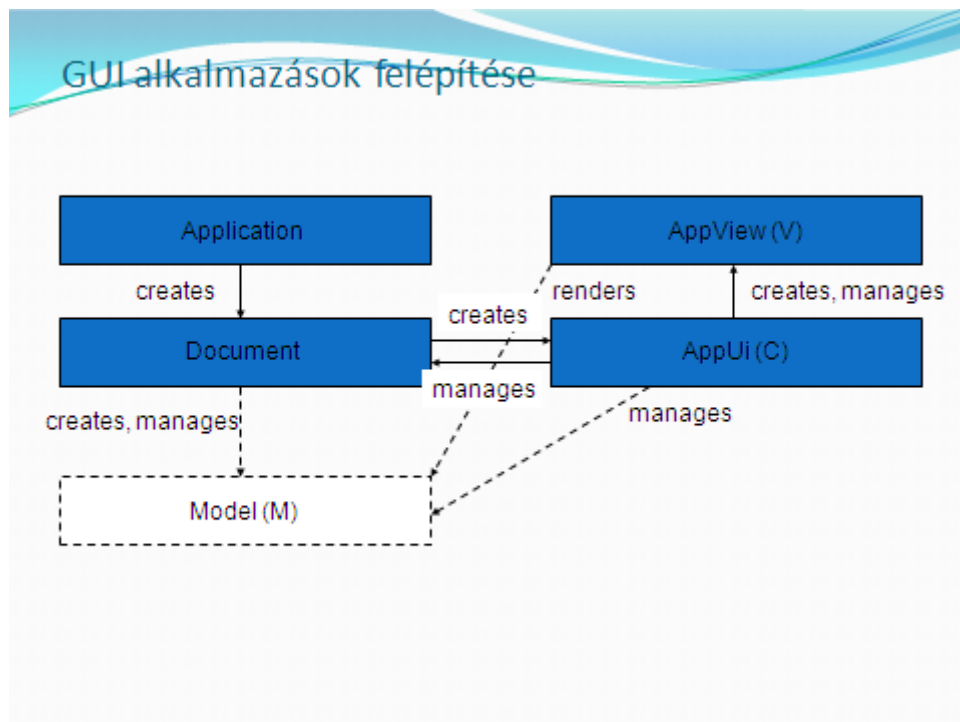 GUI alkalmazások felépítése
Application
AppView (V)
creates
renders
creates, manages
creates
Document
AppUi (C)
manages
creates, manages
manages
Model (M)